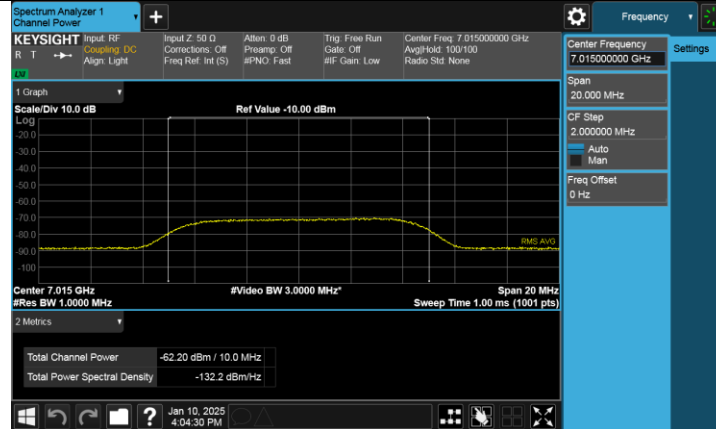 Spectrum Analyzer 1
Channel Power
+
Frequency
KEYSIGHT
R T
LXI
Input: RF
Coupling: DC
Align: Light
Input Z: 50 Ω
Corrections: Off
Freq Ref: Int (S)
Atten: 0 dB
Preamp: Off
#PNO: Fast
Trig: Free Run
Gate: Off
#IF Gain: Low
Center Freq: 7.015000000 GHz
Avg|Hold: 100/100
Radio Std: None
Center Frequency
7.015000000 GHz
Settings
Span
20.000 MHz
CF Step
2.000000 MHz
Auto
Man
Freq Offset
0 Hz
1 Graph
Scale/Div 10.0 dB
Ref Value -10.00 dBm
Log
-20.0
-30.0
-40.0
-50.0
-60.0
-70.0
-80.0
-90.0
-100
RMS AVG
Center 7.015 GHz
#Video BW 3.0000 MHz*
Span 20 MHz
#Res BW 1.0000 MHz
Sweep Time 1.00 ms (1001 pts)
2 Metrics
Total Channel Power
-62.20 dBm / 10.0 MHz
Total Power Spectral Density
-132.2 dBm/Hz
?
Jan 10, 2025
4:04:30 PM